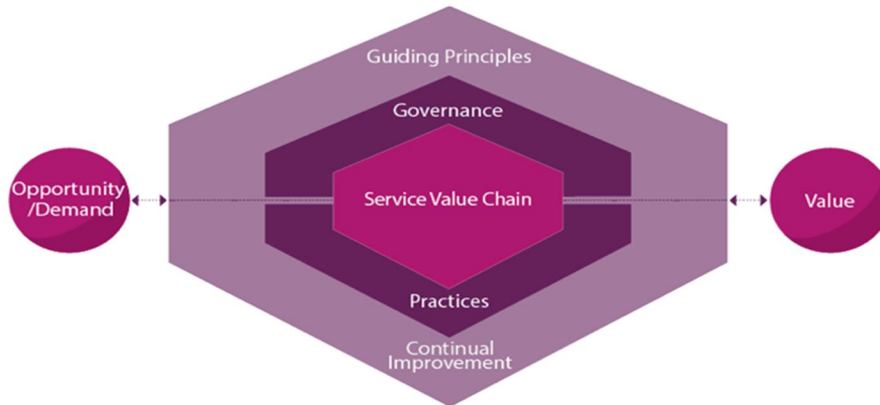 Guiding Principles
Governance
Opportunity
/Demand
Service Value Chain
Value
Practices
Continual
Improvement